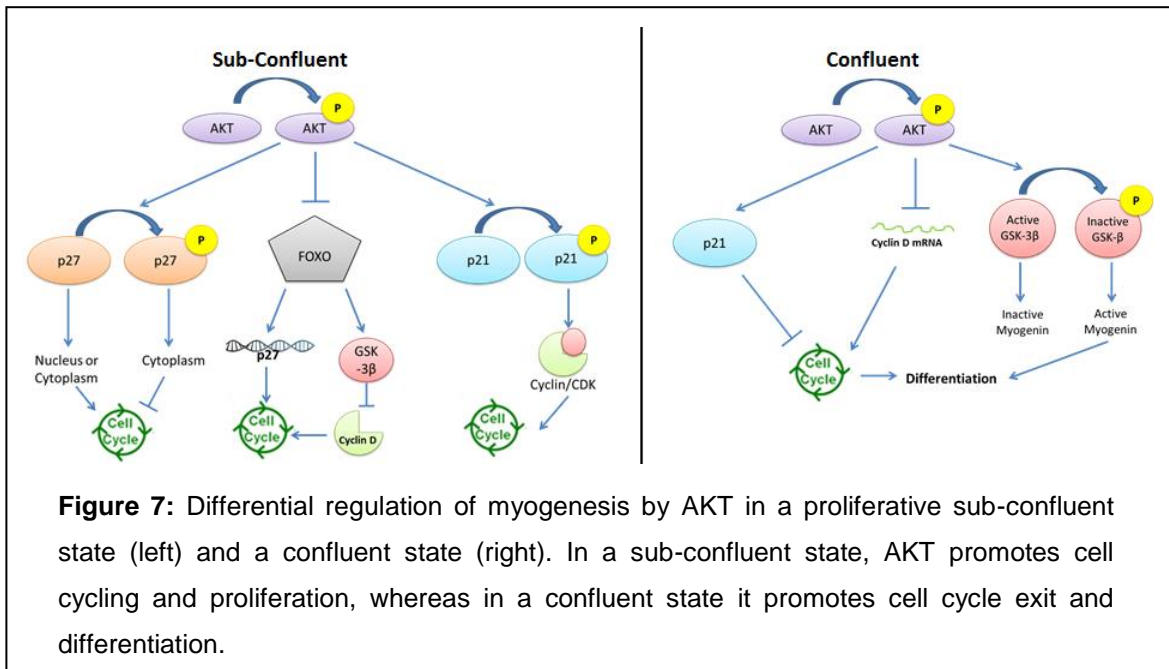 Sub-Confluent
P
AKT
AKT
p27
p27
P
FOXO
p21
p21
P
Nucleus or
Cytoplasm
Cytoplasm
p27
GSK
-3β
Cyclin/CDK
Cell
Cycle
Cell
Cycle
Cyclin D
Cell
Cycle
Confluent
P
AKT
AKT
p21
Cyclin D mRNA
Active
GSK-3β
P
Inactive
GSK-β
Inactive
Myogenin
Active
Myogenin
Cell
Cycle
Differentiation
Figure 7: Differential regulation of myogenesis by AKT in a proliferative sub-confluent
state (left) and a confluent state (right). In a sub-confluent state, AKT promotes cell
cycling and proliferation, whereas in a confluent state it promotes cell cycle exit and
differentiation.